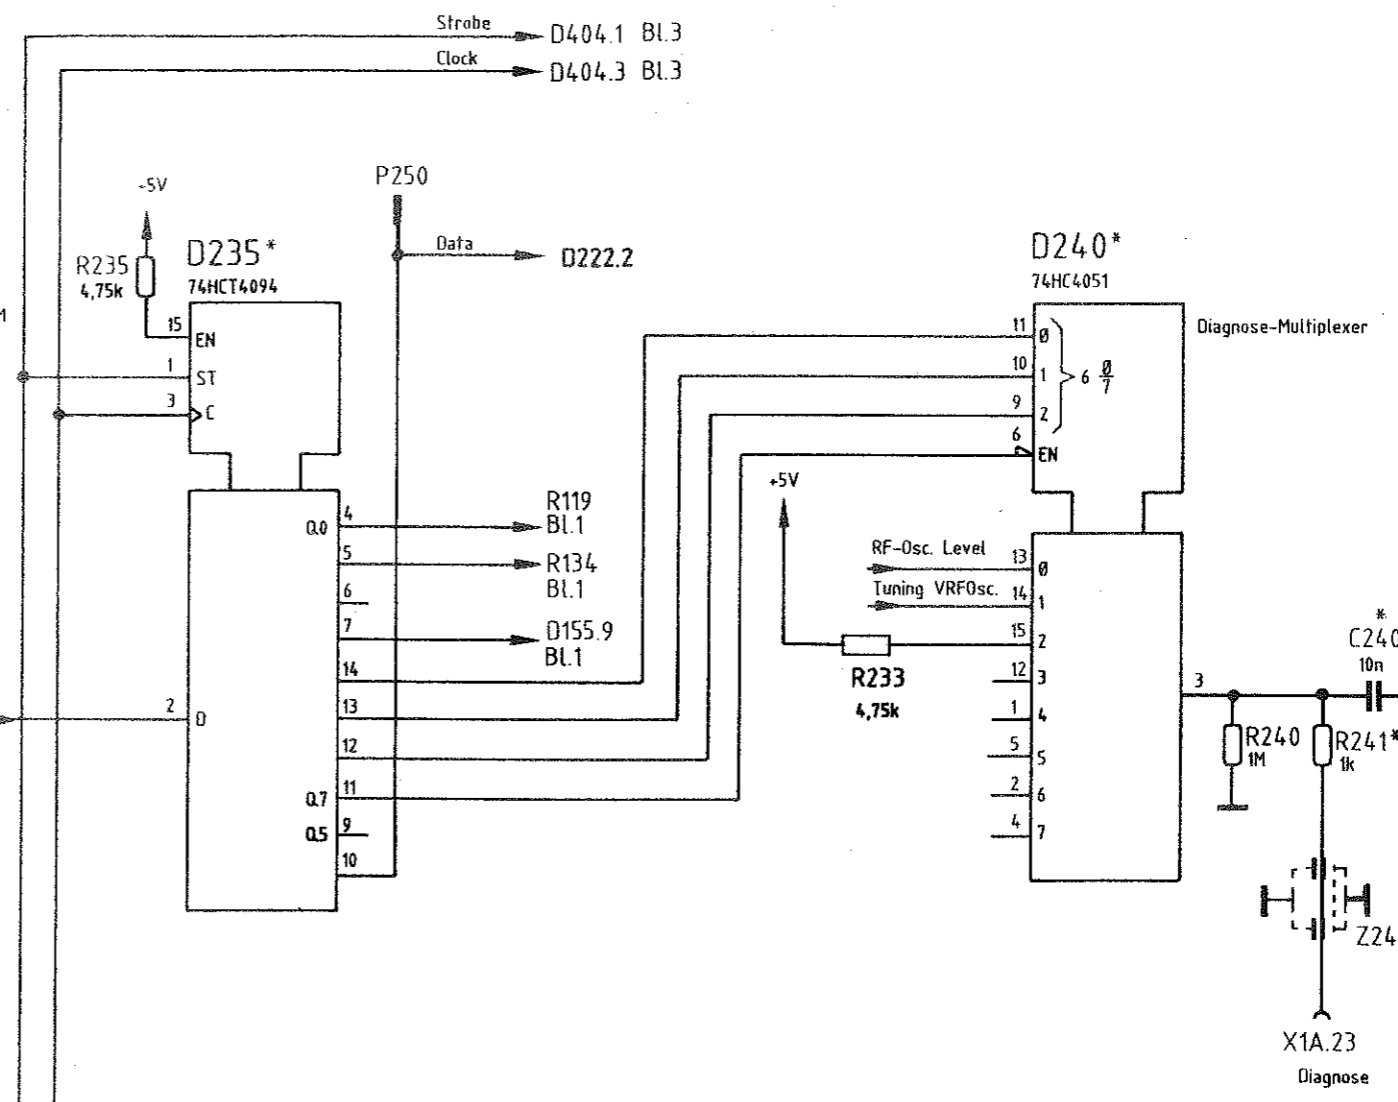 Strobe
D404.1 Bl.3
Clock
D404.3 Bl.3
P250
-5V
R235
4,75k
D235*
74HCT4094
Data
D222.2
15
EN
1
ST
3
C
4
Q.0
R119
Bl.1
5
R134
Bl.1
6
7
D155.9
Bl.1
14
2
D
13
12
11
Q.7
9
Q.5
10
D240*
74HC4051
Diagnose-Multiplexer
11
Ø
10
1
6 Ø/7
9
2
6
EN
+5V
RF-Osc. Level
13
Ø
Tuning VRFOsc.
14
1
15
2
R233
4,75k
12
3
1
4
5
5
2
6
4
7
3
*
C240
10n
R240
1M
R241*
1k
Z24
X1A.23
Diagnose